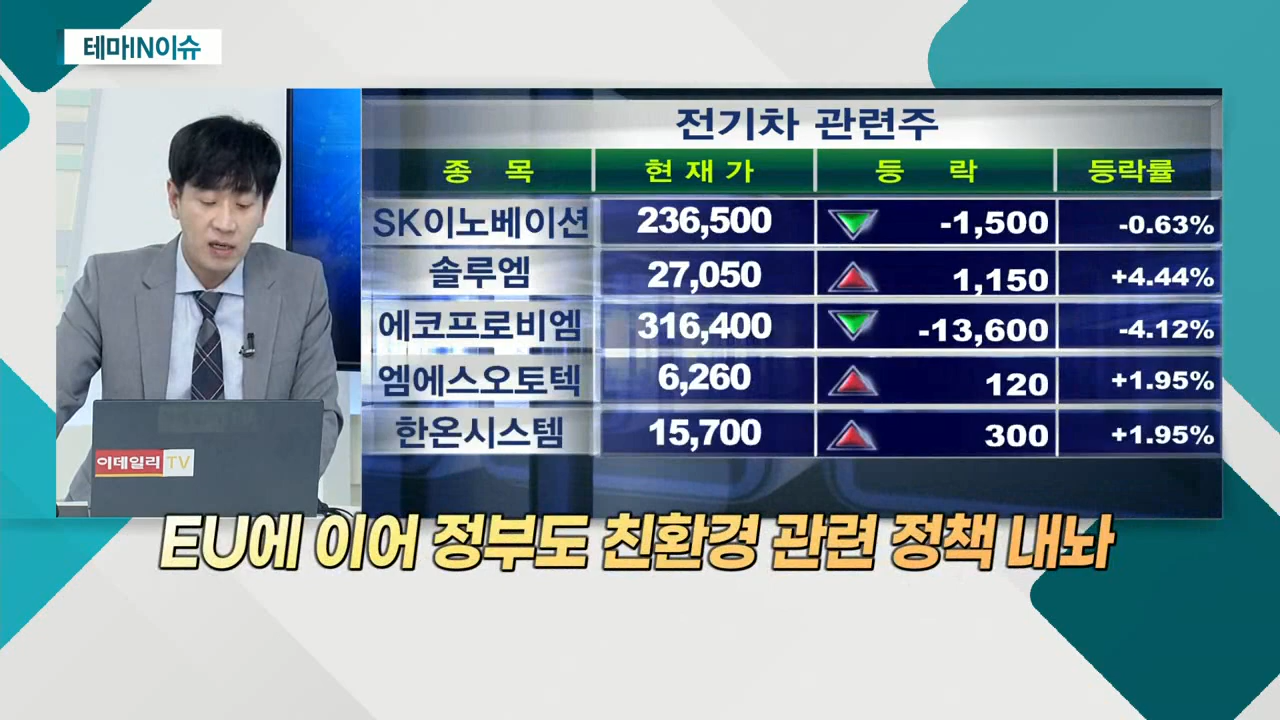 테마IN이슈
전기차 관련주
종 목 현재가 등 락 등락률
SK이노베이션 236,500 -1,500 -0.63%
솔루엠 27,050 1,150 +4.44%
에코프로비엠 316,400 -13,600 -4.12%
엠에스오토텍 6,260 120 +1.95%
한온시스템 15,700 300 +1.95%
이데일리TV
EU에 이어 정부도 친환경 관련 정책 내놔